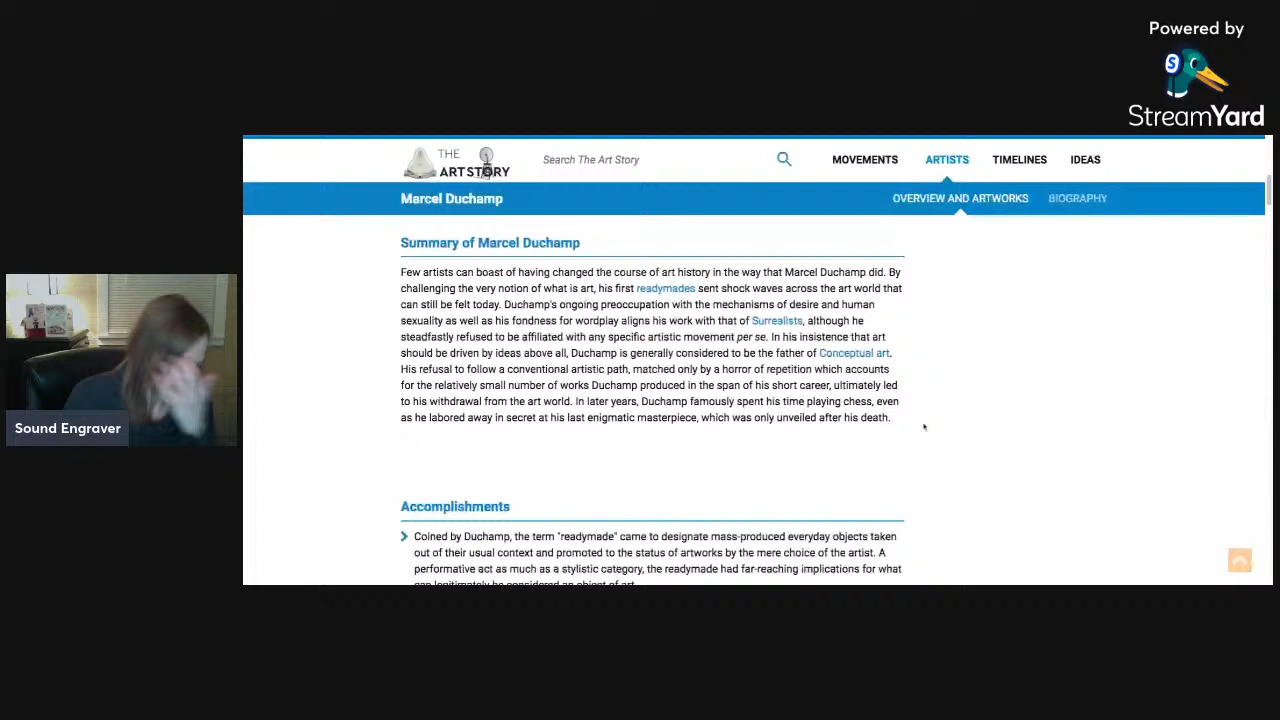 Powered by
StreamYard
THE
ARTSTORY
Search The Art Story
MOVEMENTS
ARTISTS
TIMELINES
IDEAS
Marcel Duchamp
OVERVIEW AND ARTWORKS
BIOGRAPHY
Summary of Marcel Duchamp
Few artists can boast of having changed the course of art history in the way that Marcel Duchamp did. By
challenging the very notion of what is art, his first readymades sent shock waves across the art world that
can still be felt today. Duchamp's ongoing preoccupation with the mechanisms of desire and human
sexuality as well as his fondness for wordplay aligns his work with that of Surrealists, although he
steadfastly refused to be affiliated with any specific artistic movement per se. In his insistence that art
should be driven by ideas above all, Duchamp is generally considered to be the father of Conceptual art.
His refusal to follow a conventional artistic path, matched only by a horror of repetition which accounts
for the relatively small number of works Duchamp produced in the span of his short career, ultimately led
to his withdrawal from the art world. In later years, Duchamp famously spent his time playing chess, even
as he labored away in secret at his last enigmatic masterpiece, which was only unveiled after his death.
Sound Engraver
Accomplishments
Coined by Duchamp, the term "readymade" came to designate mass-produced everyday objects taken
out of their usual context and promoted to the status of artworks by the mere choice of the artist. A
performative act as much as a stylistic category, the readymade had far-reaching implications for what
can legitimately be considered an object of art.